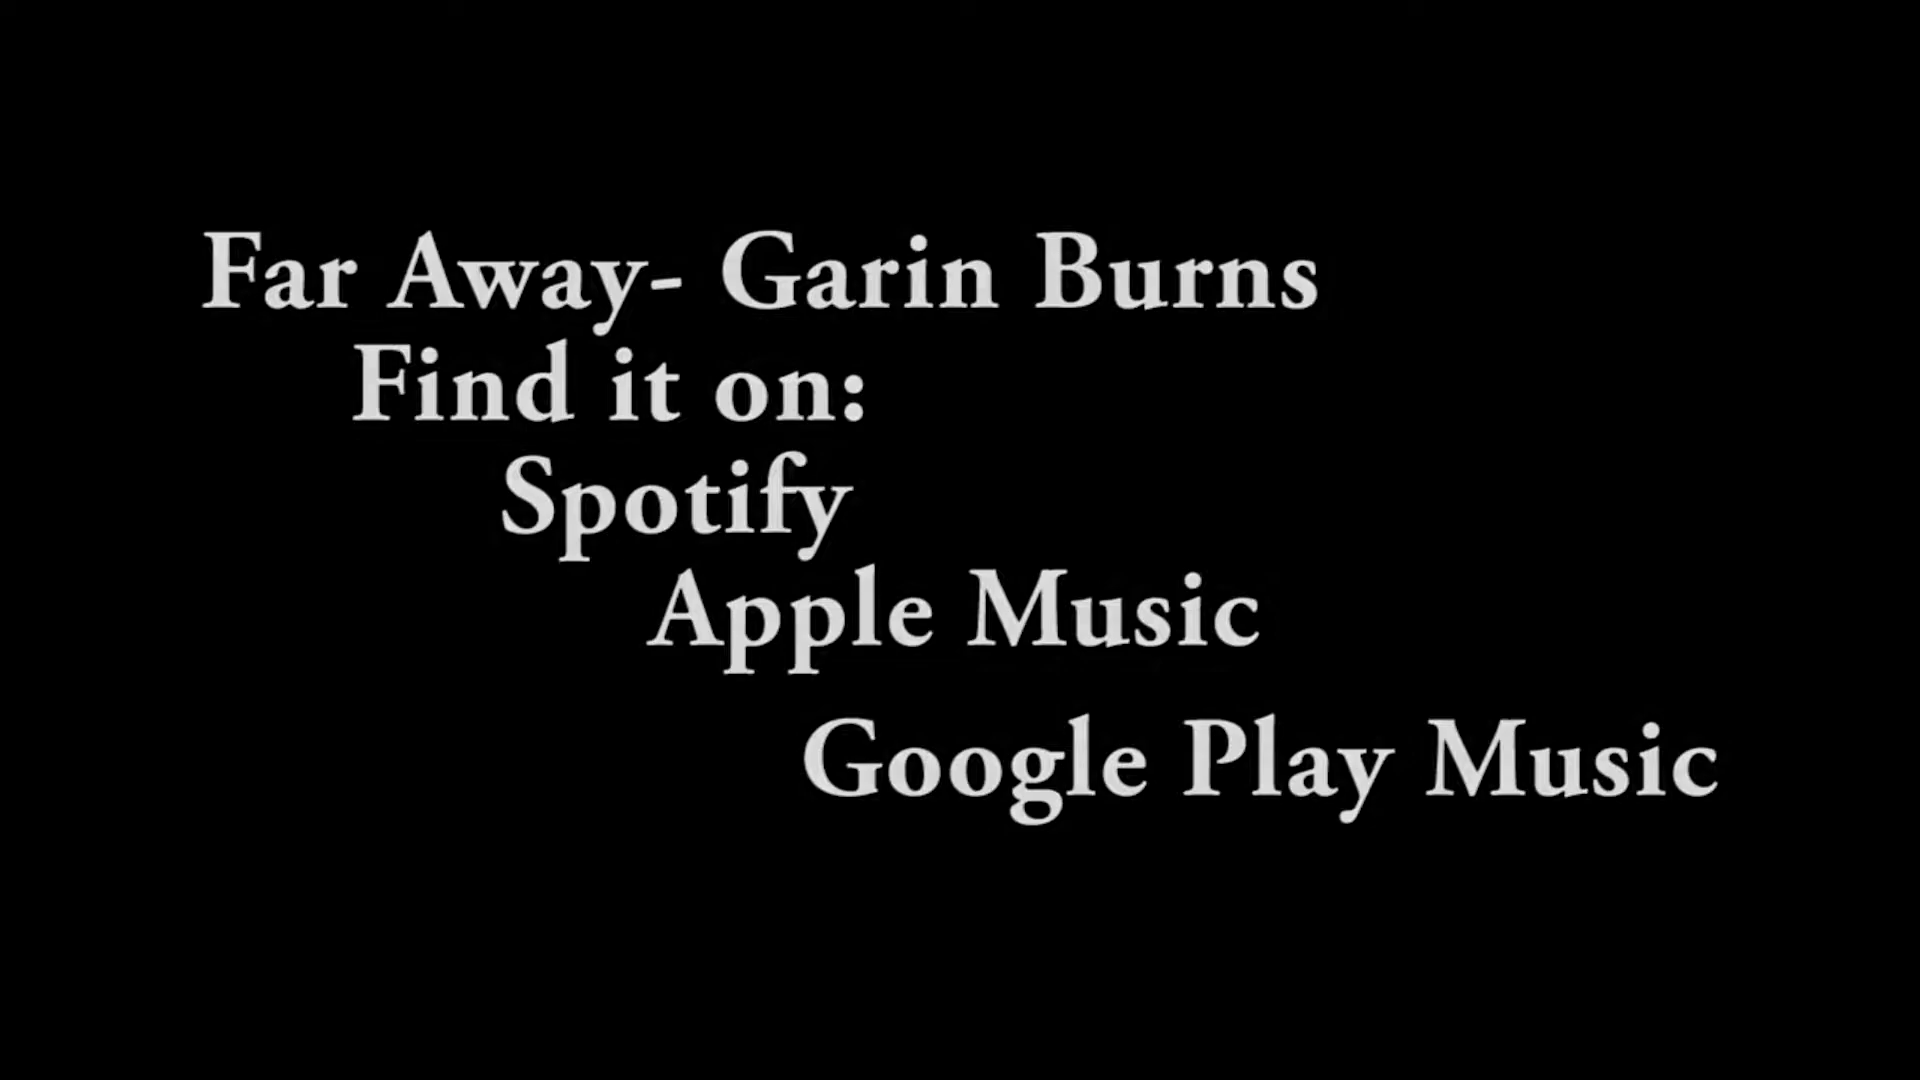 Far Away- Garin Burns
Find it on:
Spotify
Apple Music
Google Play Music